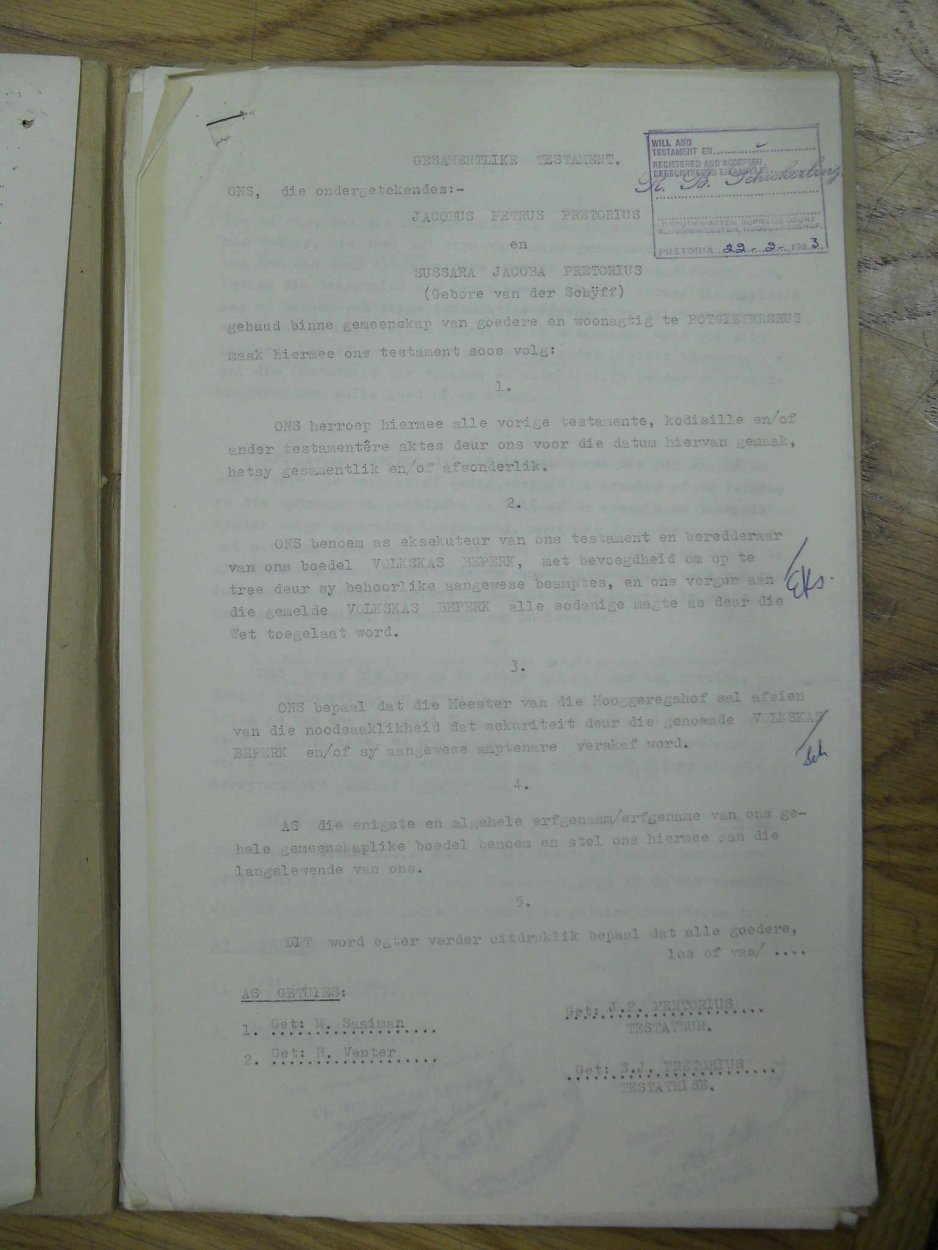 GESAMENTLIKE TESTAMENT.
WILL AND
TESTAMENT EN
REGISTERED AND ACCEPTED
PRETORIA 22-2-1983
ONS, die ondergetekendes:-
JACOBUS PETRUS PRETORIUS
en
SUSSARA JACOBA PRETORIUS
(Gebore van der Schÿff)
gehuud binne gemeenskap van goedere en woonagtig te POTGIETERSRUS
maak hiermee ons testament soos volg:
1.
ONS herroep hiermee alle vorige testamente, kodisille en/of
ander testamentêre aktes deur ons voor die datum hiervan gemaak,
hetsy gesamentlik en/of afsonderlik.
2.
ONS benoem as eksekuteur van ons testament en beredderaar
van ons boedel VOLKSKAS BEPERK, met bevoegdheid om op te
tree deur sy behoorlike aangewese beamptes, en ons vergun aan
die gemelde VOLKSKAS BEPERK alle sodanige magte as deur die
Wet toegelaat word.
Eks.
3.
ONS bepaal dat die Meester van die Hooggeregshof sal afsien
van die noodsaaklikheid dat sekuriteit deur die genoemde VOLKSKAS
BEPERK en/of sy aangewese amptenare verskaf word.
4.
AS die enigste en algehele erfgenaam/erfgename van ons ge-
hele gemeenskaplike boedel benoem en stel ons hiermee aan die
langslewende van ons.
5.
DIT word egter verder uitdruklik bepaal dat alle goedere,
los of vas/ ....
AS GETUIES:
1. Get: M. Saaiman
2. Get: H. Venter
Get: J.P. PRETORIUS
TESTATEUR.
Get: S.J. PRETORIUS
TESTATRISE.